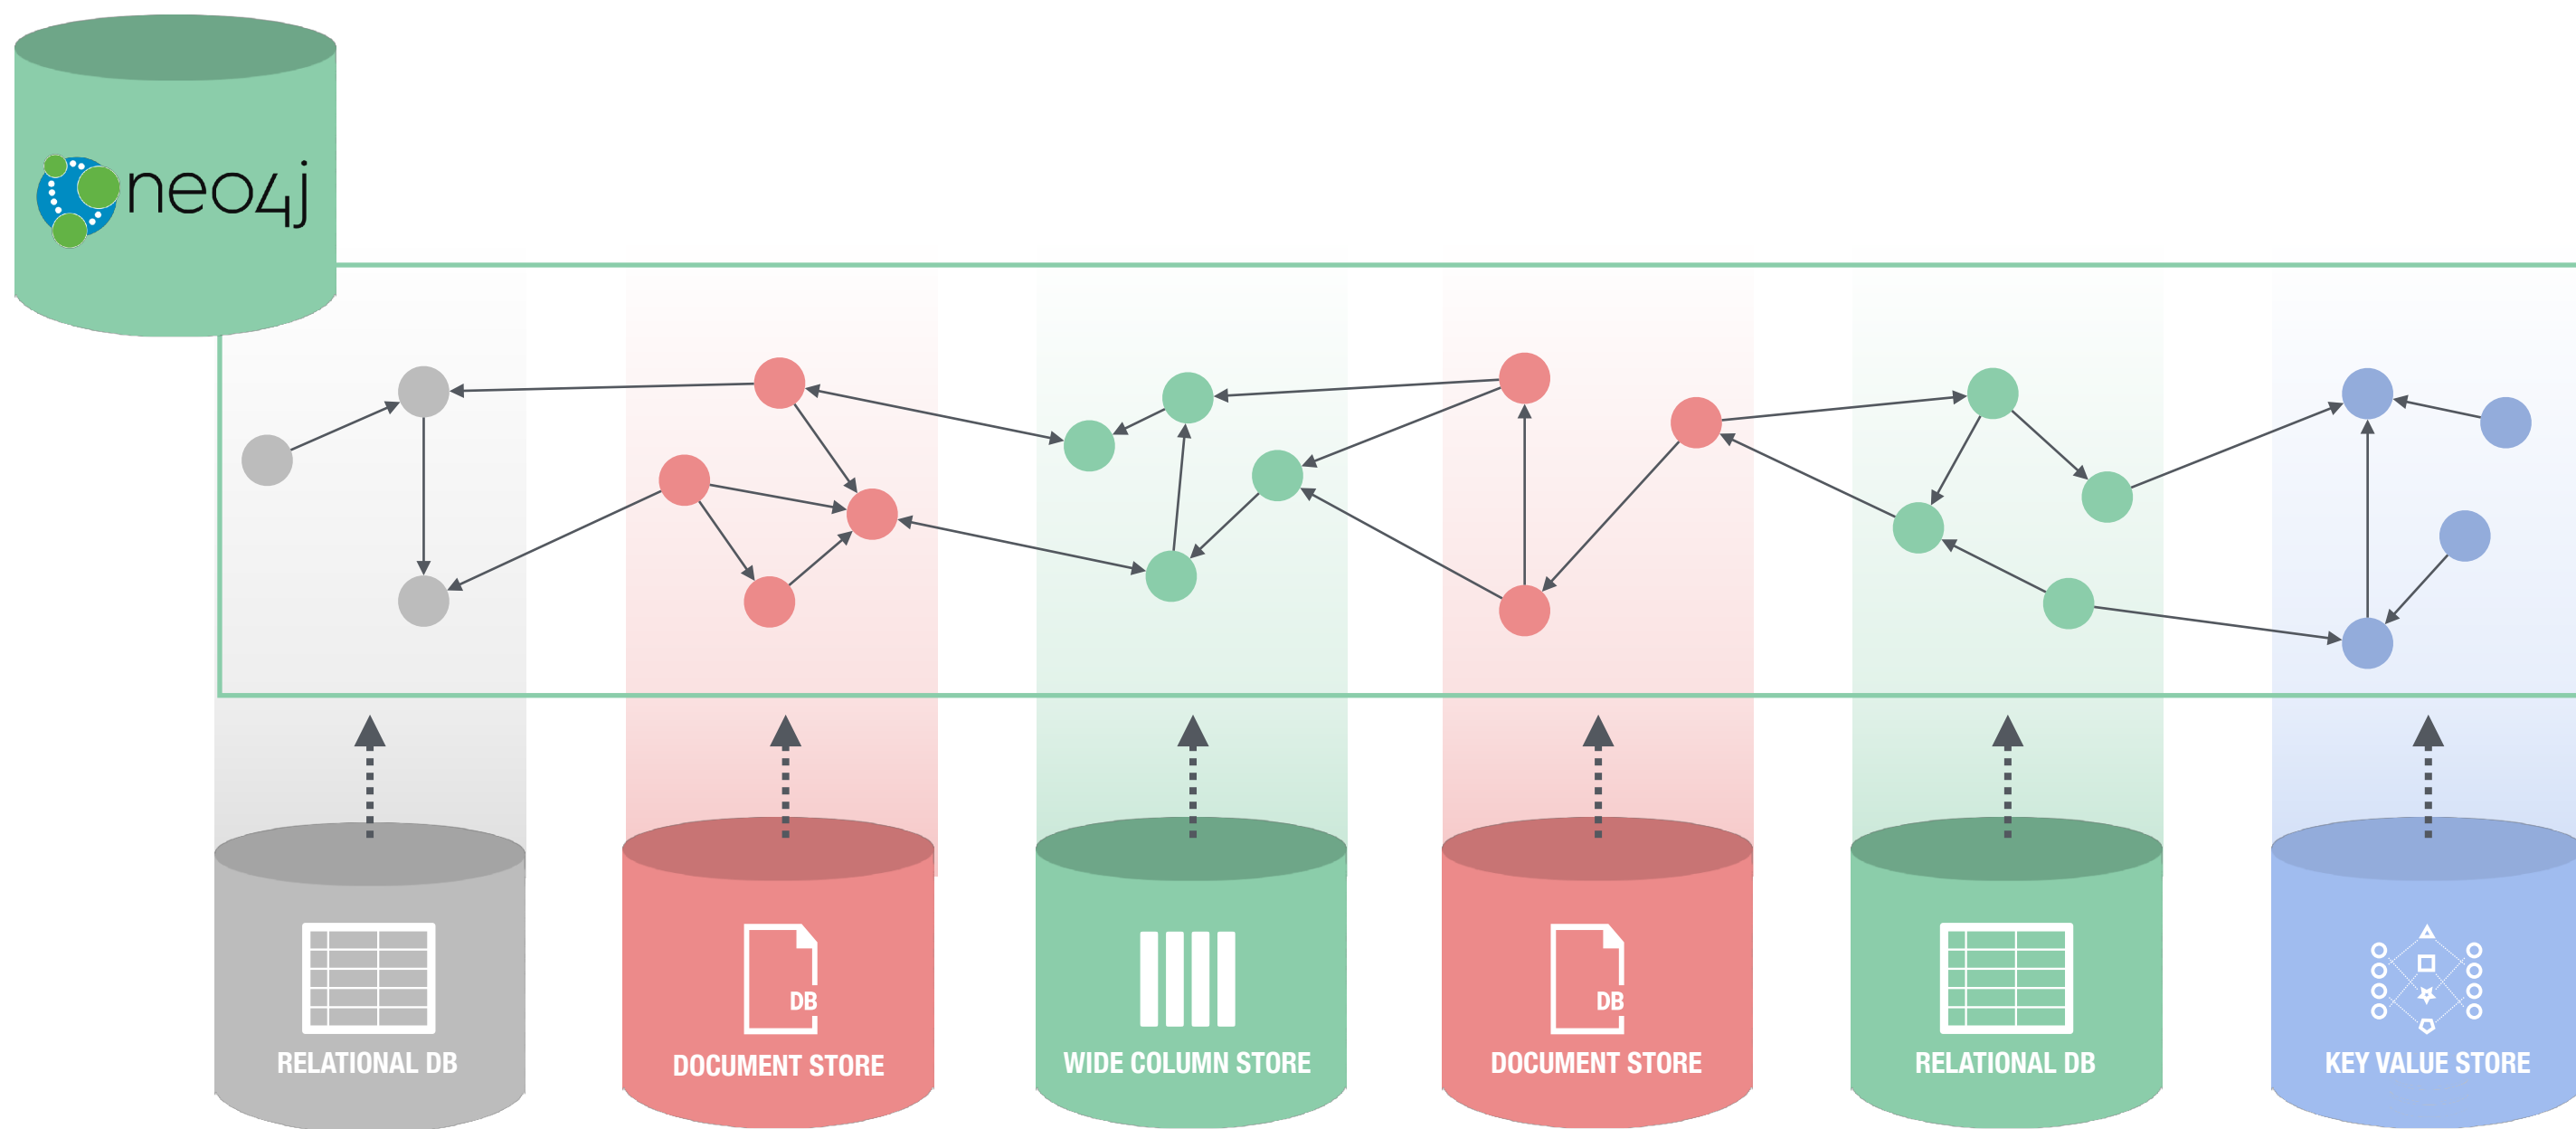 neo4j
RELATIONAL DB
DB
DOCUMENT STORE
WIDE COLUMN STORE
DB
DOCUMENT STORE
RELATIONAL DB
KEY VALUE STORE